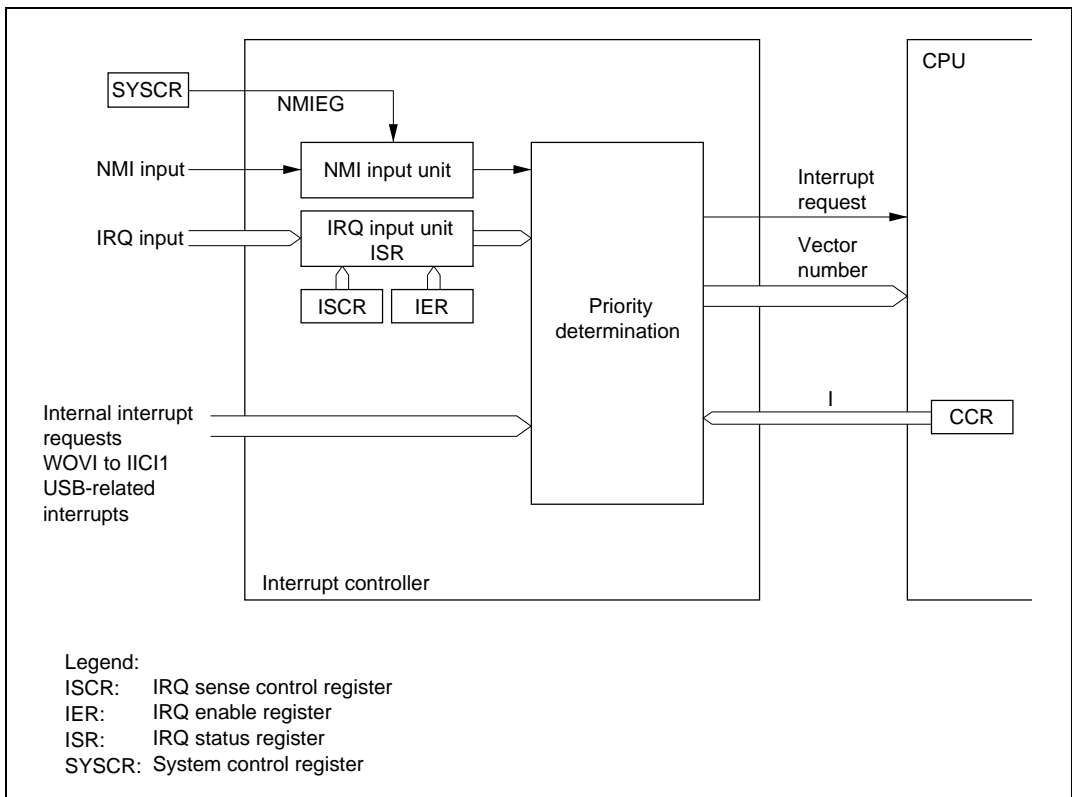 CPU
SYSCR
NMIEG
NMI input
NMI input unit
Interrupt
request
IRQ input
IRQ input unit
ISR
Vector
number
ISCR
IER
Priority
determination
Internal interrupt
requests
WOVI to IICI1
USB-related
interrupts
I
CCR
Interrupt controller
Legend:
ISCR: IRQ sense control register
IER: IRQ enable register
ISR: IRQ status register
SYSCR: System control register